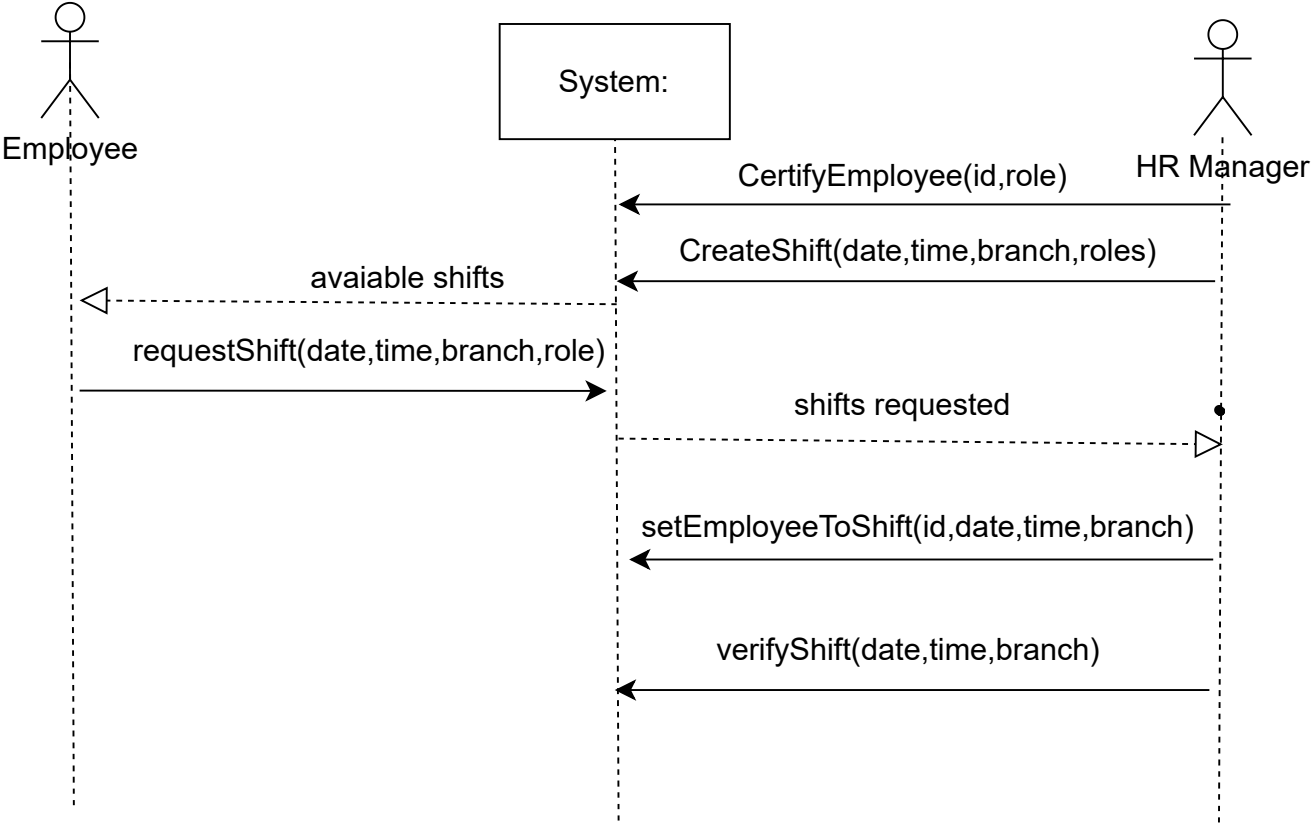 Employee
System:
HR Manager
CertifyEmployee(id,role)
CreateShift(date,time,branch,roles)
avaiable shifts
requestShift(date,time,branch,role)
shifts requested
setEmployeeToShift(id,date,time,branch)
verifyShift(date,time,branch)